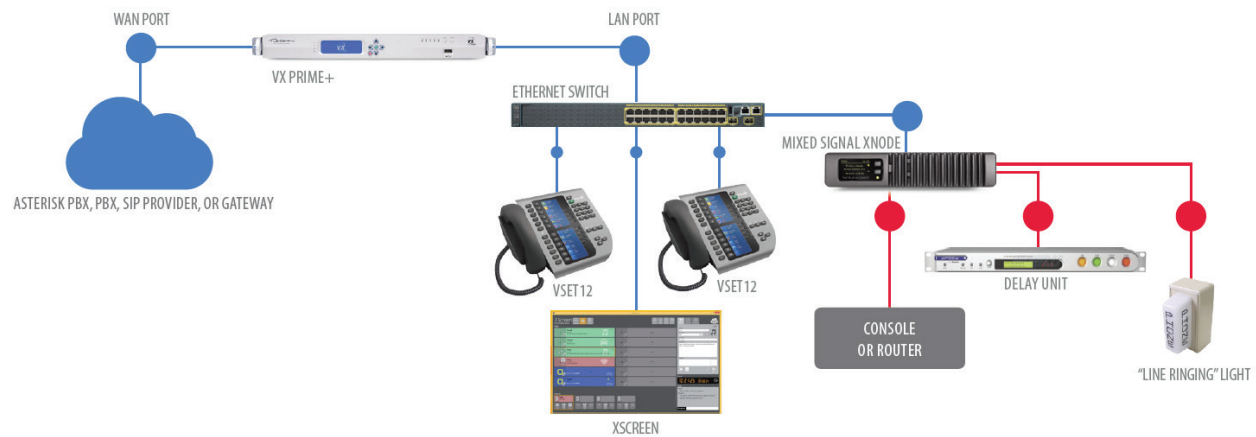 WAN PORT
LAN PORT
VX PRIME+
ETHERNET SWITCH
MIXED SIGNAL XNODE
ASTERISK PBX, PBX, SIP PROVIDER, OR GATEWAY
VSET12
VSET12
DELAY UNIT
CONSOLE
OR ROUTER
"LINE RINGING" LIGHT
XSCREEN